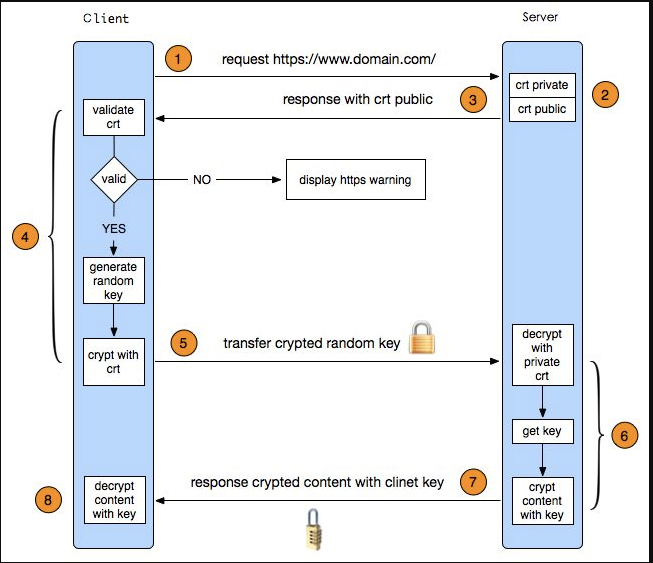 Client
Server
1
request https://www.domain.com/
crt private
2
crt public
3
response with crt public
validate
crt
valid
NO
display https warning
YES
4
generate
random
key
crypt with
crt
5
transfer crypted random key
decrypt
with
private
crt
get key
6
crypt
content
with key
7
response crypted content with clinet key
8
decrypt
content
with key